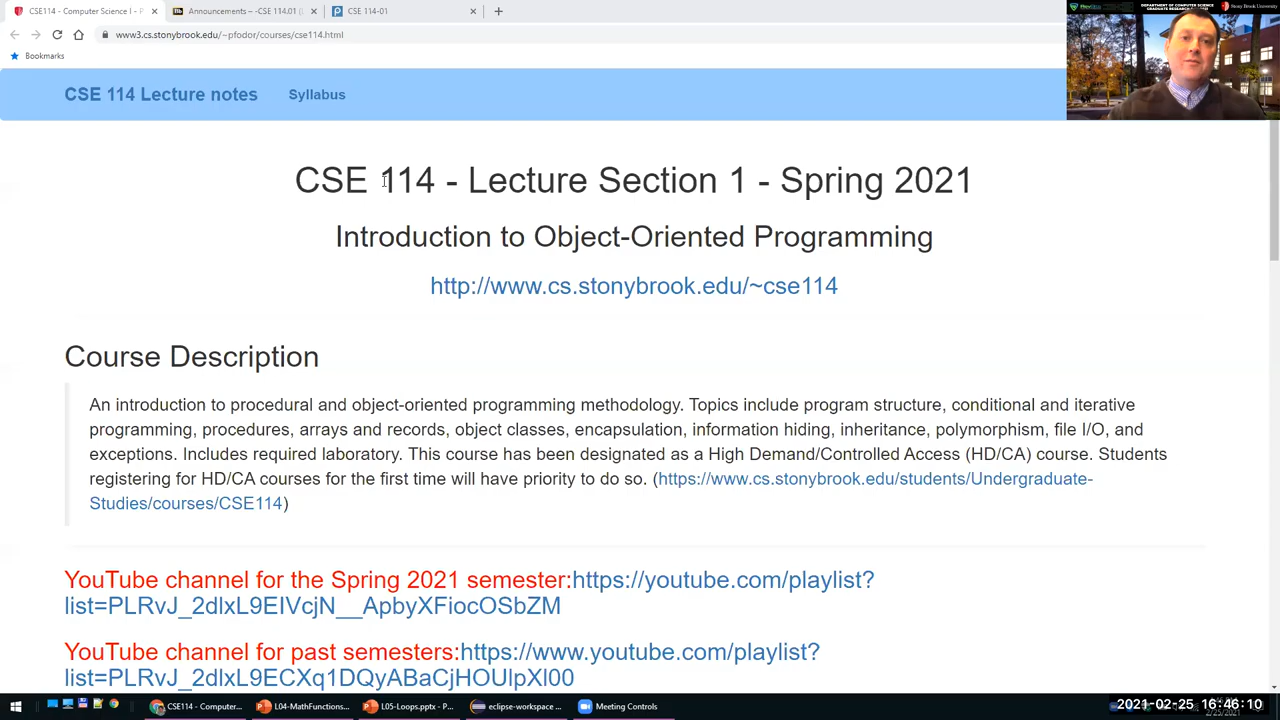 CSE114 - Computer Science I - P
Announcements – -CSE 114.01 (
CSE 114-01
www3.cs.stonybrook.edu/~pfodor/courses/cse114.html
Bookmarks
DEPARTMENT OF COMPUTER SCIENCE
Stony Brook University
CSE 114 Lecture notes
Syllabus
CSE 114 - Lecture Section 1 - Spring 2021
Introduction to Object-Oriented Programming
http://www.cs.stonybrook.edu/~cse114
Course Description
An introduction to procedural and object-oriented programming methodology. Topics include program structure, conditional and iterative
programming, procedures, arrays and records, object classes, encapsulation, information hiding, inheritance, polymorphism, file I/O, and
exceptions. Includes required laboratory. This course has been designated as a High Demand/Controlled Access (HD/CA) course. Students
registering for HD/CA courses for the first time will have priority to do so. (https://www.cs.stonybrook.edu/students/Undergraduate-
Studies/courses/CSE114)
YouTube channel for the Spring 2021 semester:https://youtube.com/playlist?
list=PLRvJ_2dlxL9EIVcjN__ApbyXFiocOSbZM
YouTube channel for past semesters:https://www.youtube.com/playlist?
list=PLRvJ_2dlxL9ECXq1DQyABaCjHOUlpXl00
CSE114 - Computer...
L04-MathFunctions...
L05-Loops.pptx - P...
eclipse-workspace ...
Meeting Controls
2021-02-25 16:46:10